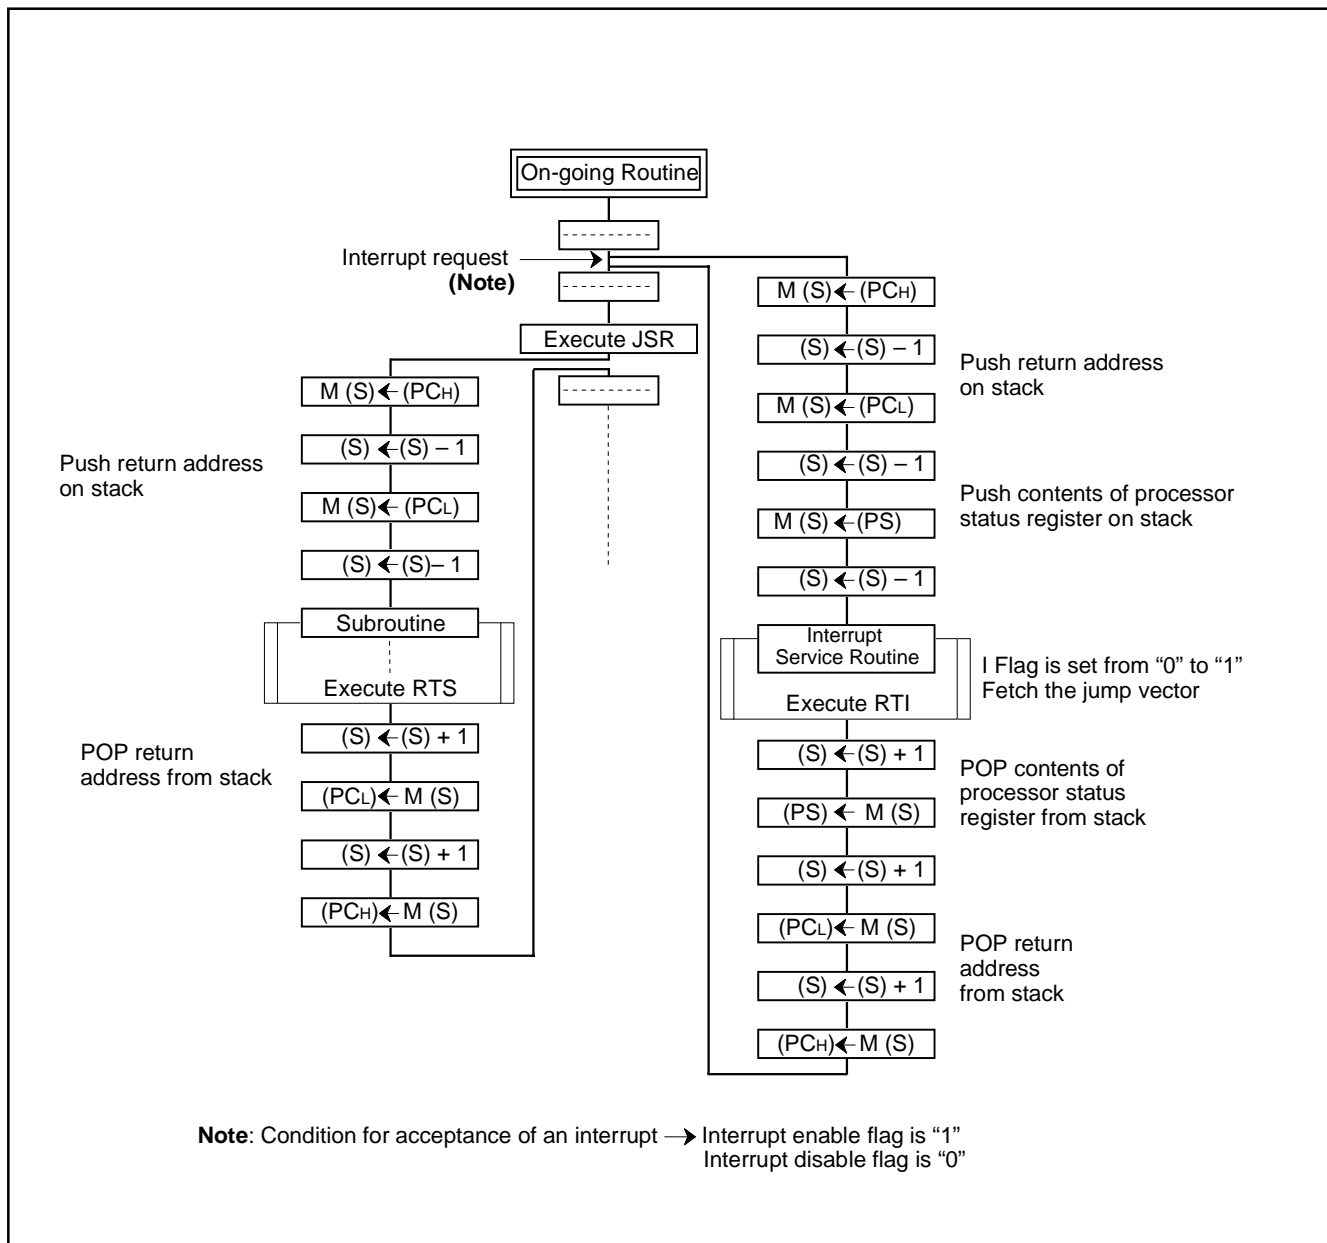 On-going Routine
Interrupt request
(Note)
Execute JSR
M (S) ← (PCH)
(S) ← (S) – 1
M (S) ← (PCL)
(S) ← (S)– 1
Push return address
on stack
Subroutine
Execute RTS
POP return
address from stack
(S) ← (S) + 1
(PCL) ← M (S)
(S) ← (S) + 1
(PCH) ← M (S)
M (S) ← (PCH)
(S) ← (S) – 1
M (S) ← (PCL)
(S) ← (S) – 1
M (S) ← (PS)
(S) ← (S) – 1
Push return address
on stack
Push contents of processor
status register on stack
Interrupt
Service Routine
Execute RTI
I Flag is set from “0” to “1”
Fetch the jump vector
(S) ← (S) + 1
(PS) ← M (S)
(S) ← (S) + 1
(PCL) ← M (S)
(S) ← (S) + 1
(PCH) ← M (S)
POP contents of
processor status
register from stack
POP return
address
from stack
Note: Condition for acceptance of an interrupt → Interrupt enable flag is “1”
Interrupt disable flag is “0”